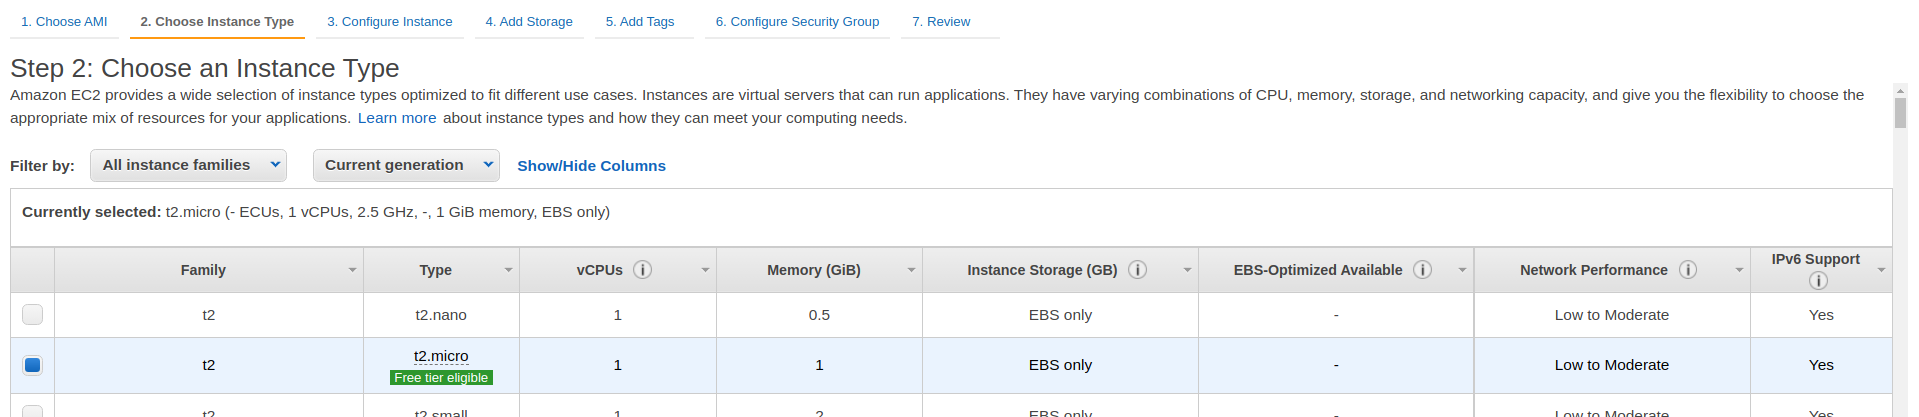 1. Choose AMI 2. Choose Instance Type 3. Configure Instance 4. Add Storage 5. Add Tags 6. Configure Security Group 7. Review
Step 2: Choose an Instance Type
Amazon EC2 provides a wide selection of instance types optimized to fit different use cases. Instances are virtual servers that can run applications. They have varying combinations of CPU, memory, storage, and networking capacity, and give you the flexibility to choose the
appropriate mix of resources for your applications. Learn more about instance types and how they can meet your computing needs.
Filter by: All instance families Current generation Show/Hide Columns
Currently selected: t2.micro (- ECUs, 1 vCPUs, 2.5 GHz, -, 1 GiB memory, EBS only)
Family Type vCPUs i Memory (GiB) Instance Storage (GB) i EBS-Optimized Available i Network Performance i IPv6 Support i
t2 t2.nano 1 0.5 EBS only - Low to Moderate Yes
t2 t2.micro Free tier eligible 1 1 EBS only - Low to Moderate Yes
t2 t2.small 1 2 EBS only - Low to Moderate Yes